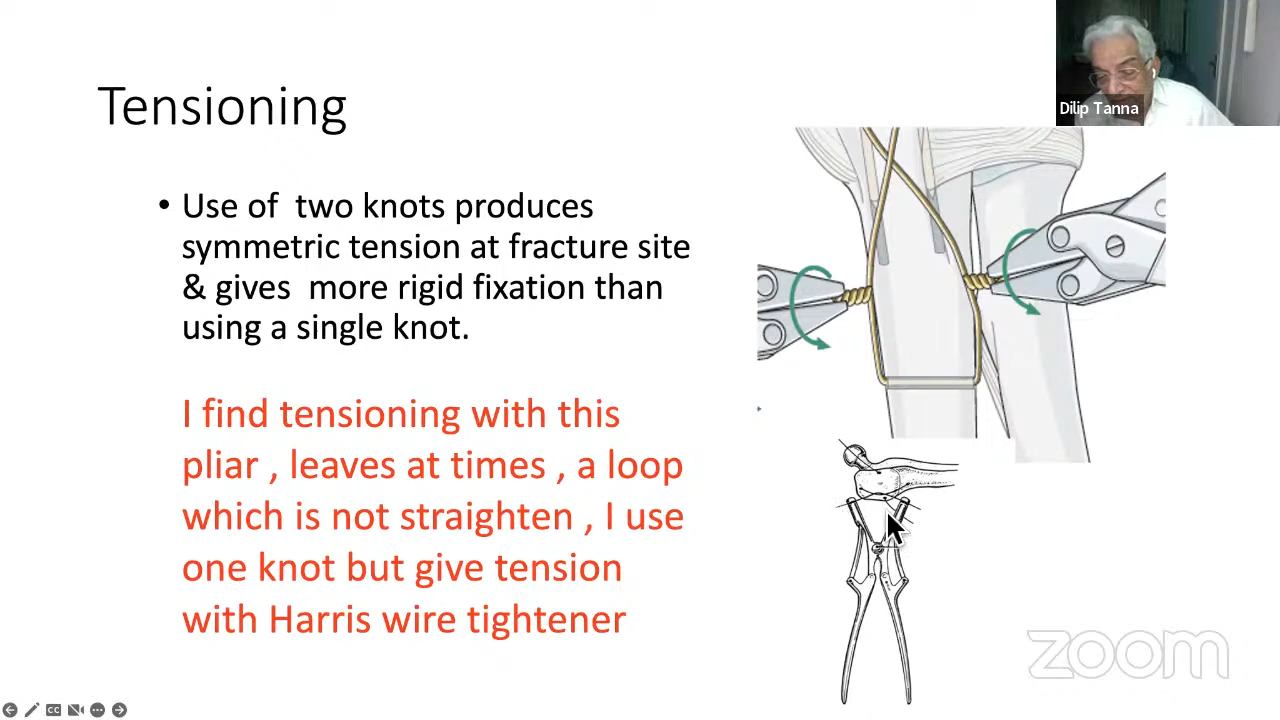 Dilip Tanna
Tensioning
• Use of two knots produces
symmetric tension at fracture site
& gives more rigid fixation than
using a single knot.
I find tensioning with this
pliar , leaves at times , a loop
which is not straighten , I use
one knot but give tension
with Harris wire tightener
zoom
CC